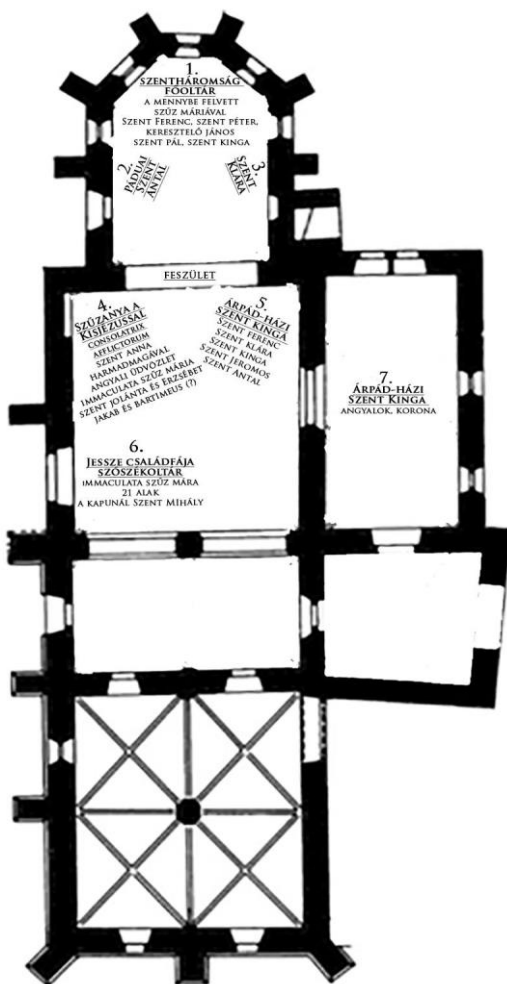 1.
SZENTHÁROMSÁG
FŐOLTÁR
A MENNYBE FELVETT
SZŰZ MÁRIÁVAL
SZENT FERENC, SZENT PÉTER,
KERESZTELŐ JÁNOS
SZENT PÁL, SZENT KINGA
2.
PADUAI
SZENT
ANTAL
3.
SZENT
KLÁRA
FESZÜLET
4.
SZŰZANYA A
KISJÉZUSSAL
CONSOLATRIX
AFFLICTORUM
SZENT ANNA
HARMADMAGÁVAL
ANGYALI ÜDVÖZLET
IMMACULATA SZŰZ MÁRIA
SZENT JOLÁNTA ÉS ERZSÉBET
JAKAB ÉS BARTIMEUS (?)
5.
ÁRPÁD-HÁZI
SZENT KINGA
SZENT FERENC
SZENT KLÁRA
SZENT KINGA
SZENT JEROMOS
SZENT ANTAL
6.
JESSZE CSALÁDFÁJA
SZÓSZÉKOLTÁR
IMMACULATA SZŰZ MÁRA
21 ALAK
A KAPUNÁL SZENT MIHÁLY
7.
ÁRPÁD-HÁZI
SZENT KINGA
ANGYALOK, KORONA